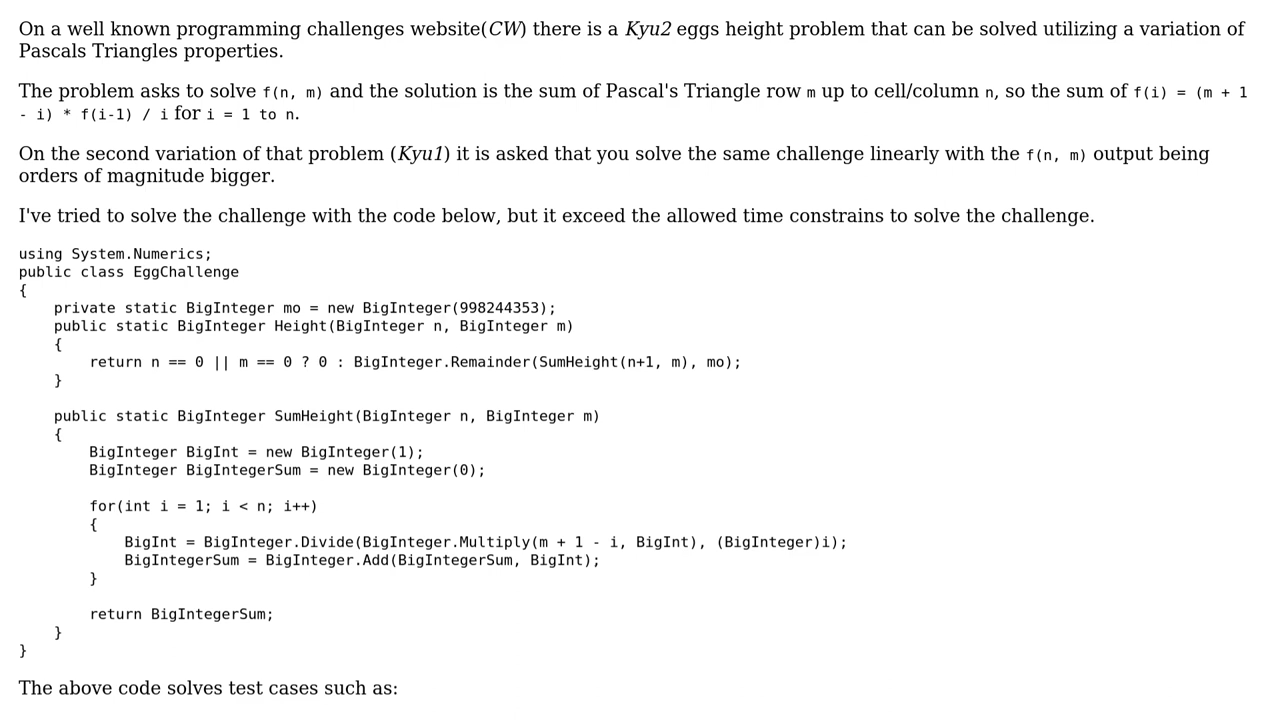 On a well known programming challenges website(CW) there is a Kyu2 eggs height problem that can be solved utilizing a variation of
Pascals Triangles properties.
The problem asks to solve f(n, m) and the solution is the sum of Pascal's Triangle row m up to cell/column n, so the sum of f(i) = (m + 1
- i) * f(i-1) / i for i = 1 to n.
On the second variation of that problem (Kyu1) it is asked that you solve the same challenge linearly with the f(n, m) output being
orders of magnitude bigger.
I've tried to solve the challenge with the code below, but it exceed the allowed time constrains to solve the challenge.
using System.Numerics;
public class EggChallenge
{
    private static BigInteger mo = new BigInteger(998244353);
    public static BigInteger Height(BigInteger n, BigInteger m)
    {
        return n == 0 || m == 0 ? 0 : BigInteger.Remainder(SumHeight(n+1, m), mo);
    }
    public static BigInteger SumHeight(BigInteger n, BigInteger m)
    {
        BigInteger BigInt = new BigInteger(1);
        BigInteger BigIntegerSum = new BigInteger(0);
        for(int i = 1; i < n; i++)
        {
            BigInt = BigInteger.Divide(BigInteger.Multiply(m + 1 - i, BigInt), (BigInteger)i);
            BigIntegerSum = BigInteger.Add(BigIntegerSum, BigInt);
        }
        return BigIntegerSum;
    }
}
The above code solves test cases such as: